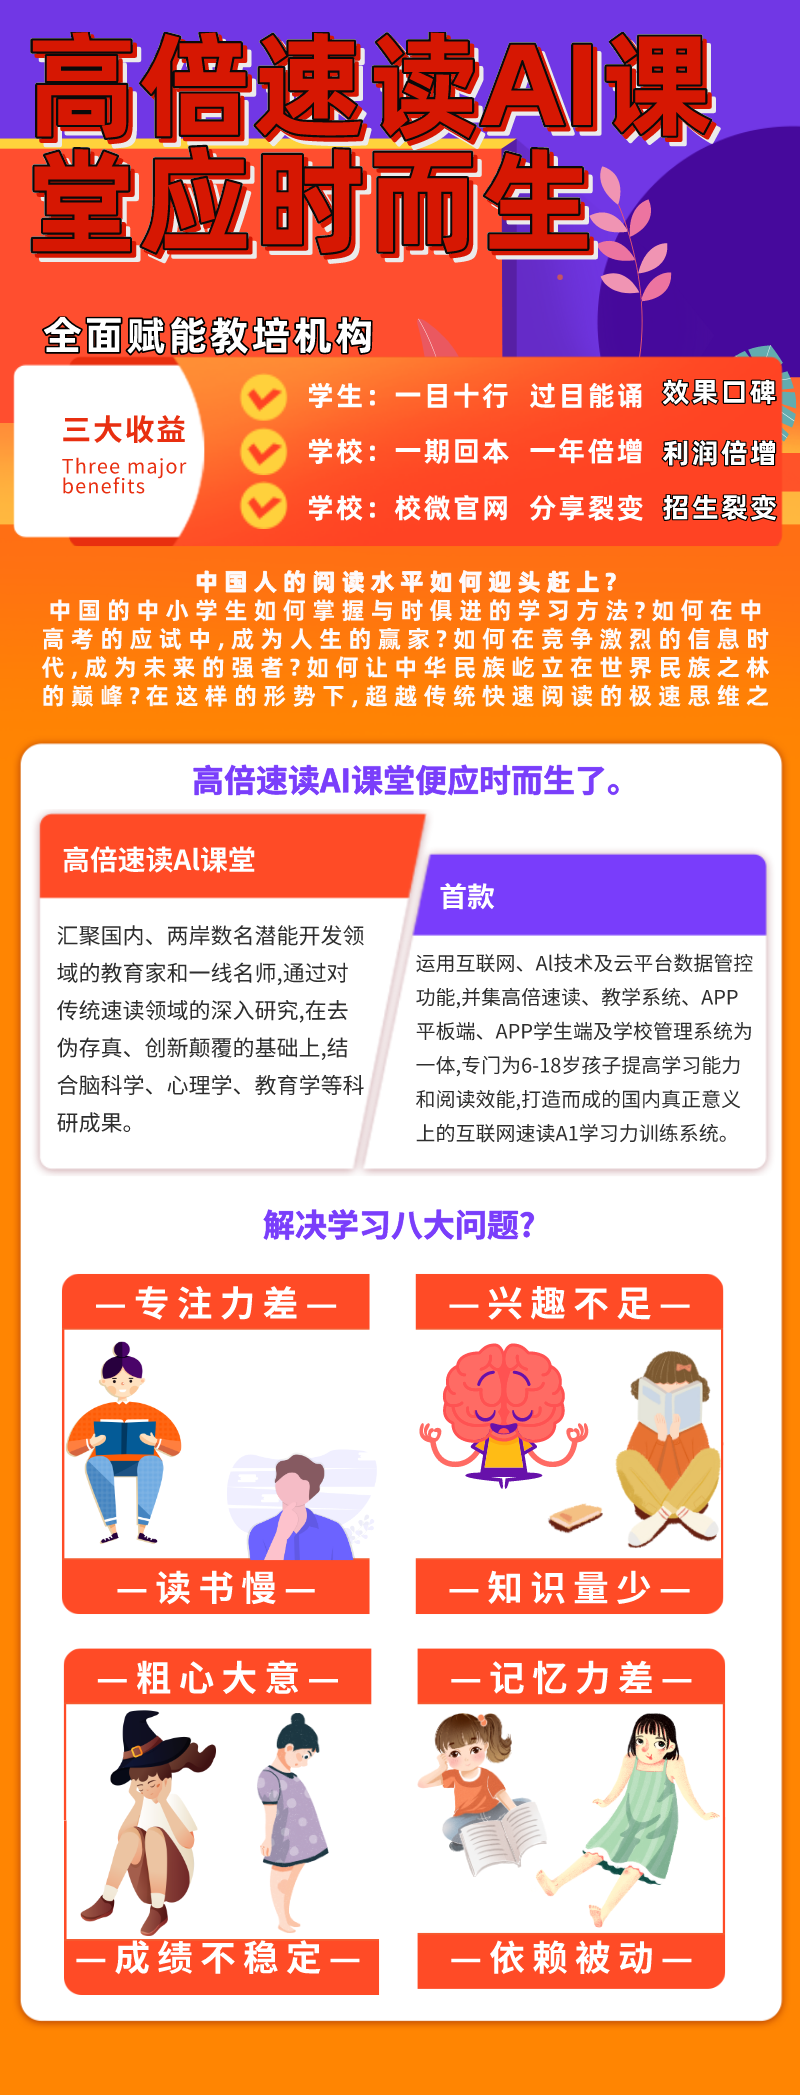 高倍速读AI课
堂应时而生
全面赋能教培机构
三大收益
Three major
benefits
学生：一目十行 过目能诵 效果口碑
学校：一期回本 一年倍增 利润倍增
学校：校微官网 分享裂变 招生裂变
中国人的阅读水平如何迎头赶上？
中国的中小学生如何掌握与时俱进的学习方法？如何在中
高考的应试中,成为人生的赢家？如何在竞争激烈的信息时
代,成为未来的强者？如何让中华民族屹立在世界民族之林
的巅峰？在这样的形势下,超越传统快速阅读的极速思维之
高倍速读AI课堂便应时而生了。
高倍速读Al课堂
汇聚国内、两岸数名潜能开发领
域的教育家和一线名师,通过对
传统速读领域的深入研究,在去
伪存真、创新颠覆的基础上,结
合脑科学、心理学、教育学等科
研成果。
首款
运用互联网、Al技术及云平台数据管控
功能,并集高倍速读、教学系统、APP
平板端、APP学生端及学校管理系统为
一体,专门为6-18岁孩子提高学习能力
和阅读效能,打造而成的国内真正意义
上的互联网速读A1学习力训练系统。
解决学习八大问题?
—专注力差—
—兴趣不足—
—读书慢—
—知识量少—
—粗心大意—
—记忆力差—
—成绩不稳定—
—依赖被动—